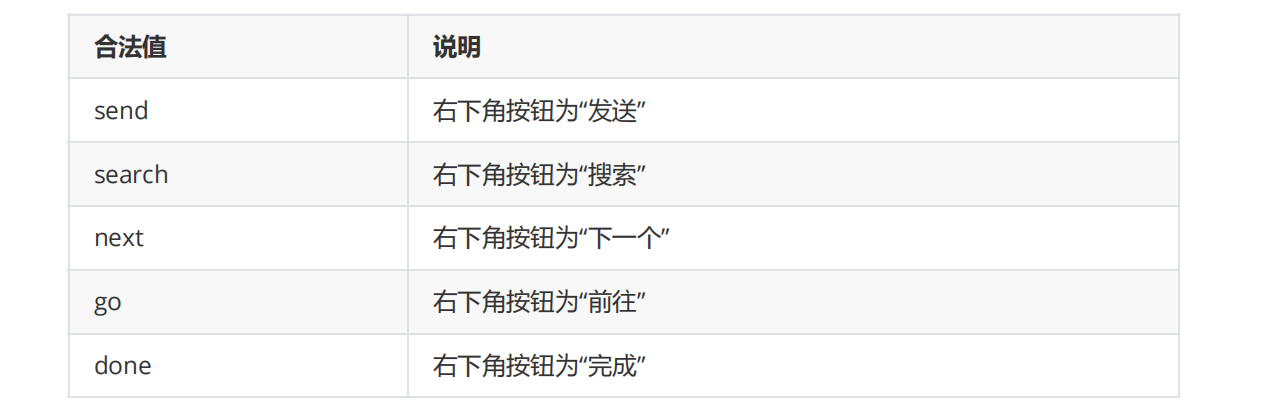 合法值 说明
send 右下角按钮为“发送”
search 右下角按钮为“搜索”
next 右下角按钮为“下一个”
go 右下角按钮为“前往”
done 右下角按钮为“完成”